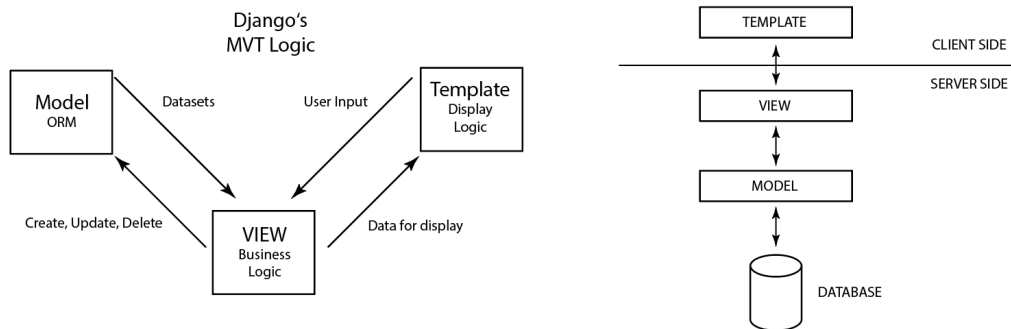 Django's
MVT Logic
Model
ORM
Datasets
User Input
Template
Display
Logic
Create, Update, Delete
VIEW
Business
Logic
Data for display
TEMPLATE
CLIENT SIDE
SERVER SIDE
VIEW
MODEL
DATABASE